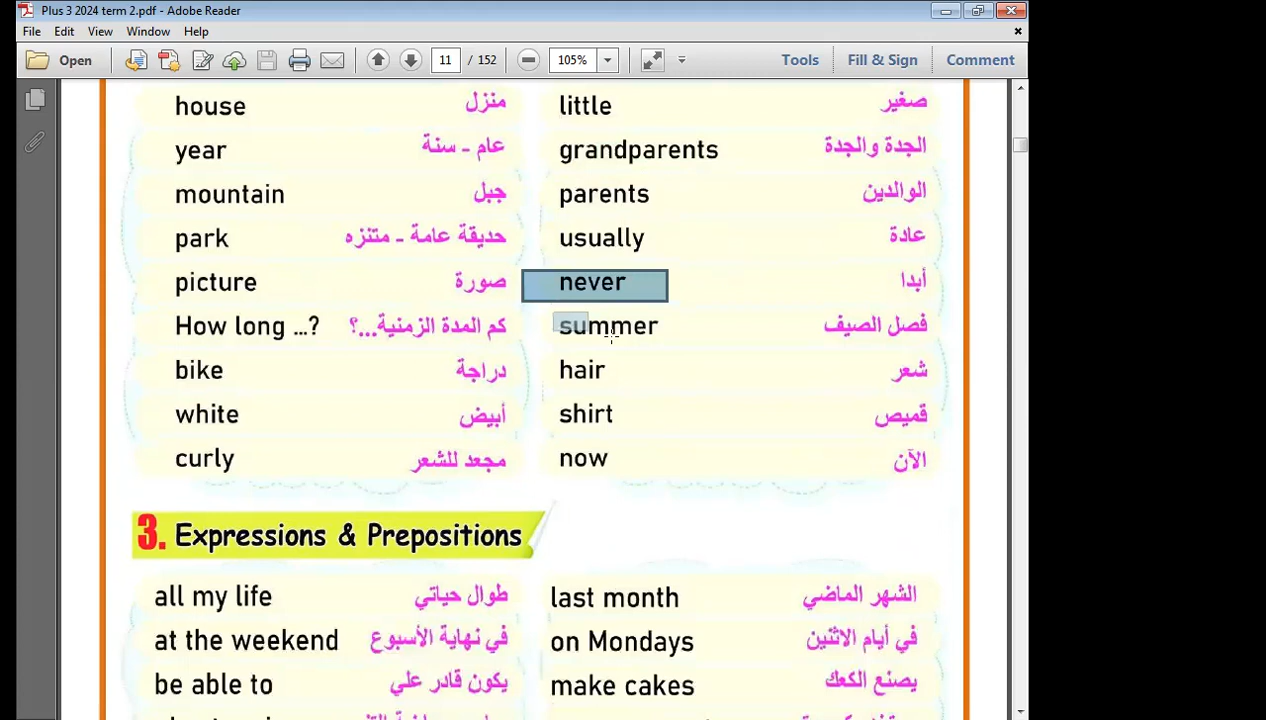 Plus 3 2024 term 2.pdf - Adobe Reader
File Edit View Window Help
Open 11 / 152 105% Tools Fill & Sign Comment
house منزل little صغير
year عام - سنة grandparents الجدة والجدة
mountain جبل parents الوالدين
park حديقة عامة - متنزه usually عادة
picture صورة never أبدا
How long ...? كم المدة الزمنية...؟ summer فصل الصيف
bike دراجة hair شعر
white أبيض shirt قميص
curly مجعد للشعر now الآن
3. Expressions & Prepositions
all my life طوال حياتي last month الشهر الماضي
at the weekend في نهاية الأسبوع on Mondays في أيام الاثنين
be able to يكون قادر علي make cakes يصنع الكعك